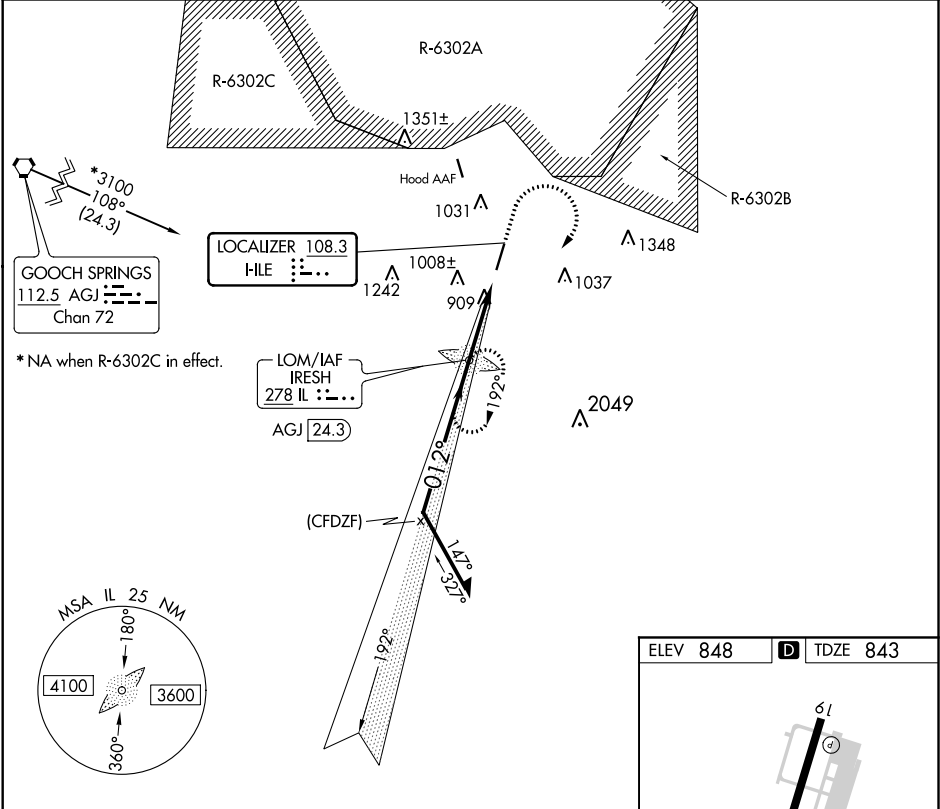 R-6302A
R-6302C
1351±
Hood AAF
R-6302B
*3100
108°
(24.3)
1031
LOCALIZER 108.3
I-ILE
1348
1008±
1242
1037
909
GOOCH SPRINGS
112.5 AGJ
Chan 72
* NA when R-6302C in effect.
LOM/IAF
IRESH
278 IL
192°
2049
AGJ 24.3
012°
(CFDZF)
x
147°
327°
192°
MSA IL 25 NM
180°
4100
3600
360°
ELEV 848 D TDZE 843
19
P